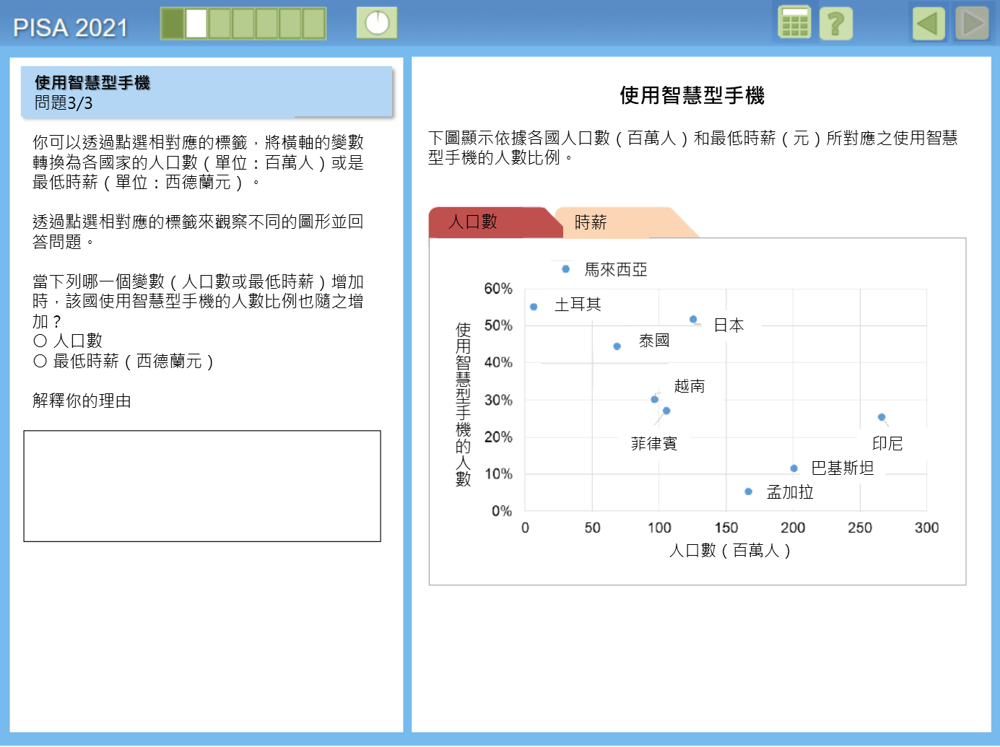 PISA 2021
?
使用智慧型手機
問題3/3
你可以透過點選相對應的標籤，將橫軸的變數
轉換為各國家的人口數（單位：百萬人）或是
最低時薪（單位：西德蘭元）。
透過點選相對應的標籤來觀察不同的圖形並回
答問題。
當下列哪一個變數（人口數或最低時薪）增加
時，該國使用智慧型手機的人數比例也隨之增
加？
○ 人口數
○ 最低時薪（西德蘭元）
解釋你的理由
使用智慧型手機
下圖顯示依據各國人口數（百萬人）和最低時薪（元）所對應之使用智慧
型手機的人數比例。
人口數
時薪
馬來西亞
60%
土耳其
50%
日本
泰國
40%
越南
30%
菲律賓
20%
印尼
巴基斯坦
10%
孟加拉
0%
使用智慧型手機的人數
0 50 100 150 200 250 300
人口數（百萬人）